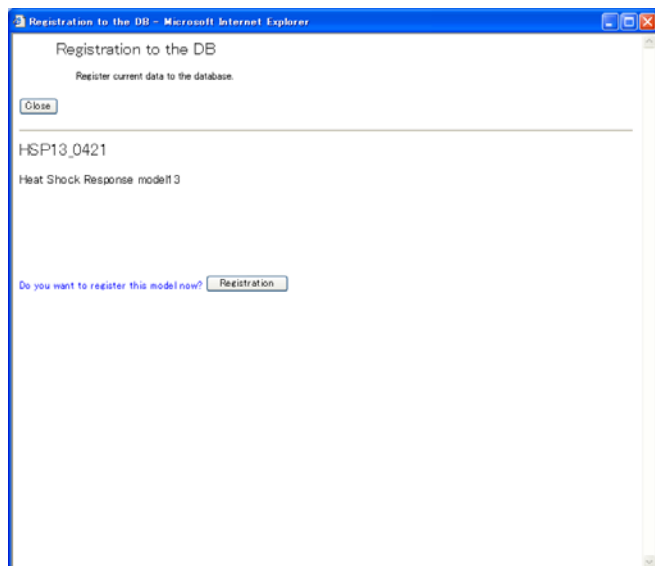 Registration to the DB - Microsoft Internet Explorer
Registration to the DB
Register current data to the database.
Close
HSP13_0421
Heat Shock Response model13
Do you want to register this model now? Registration